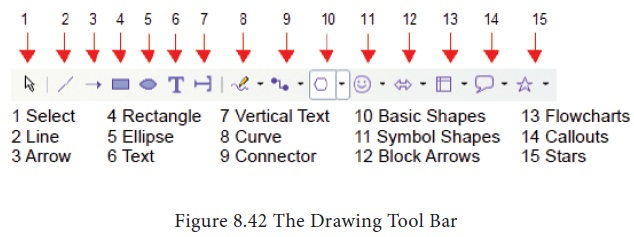 1 2 3 4 5 6 7 8 9 10 11 12 13 14 15
T
1 Select 4 Rectangle 7 Vertical Text 10 Basic Shapes 13 Flowcharts
2 Line 5 Ellipse 8 Curve 11 Symbol Shapes 14 Callouts
3 Arrow 6 Text 9 Connector 12 Block Arrows 15 Stars
Figure 8.42 The Drawing Tool Bar